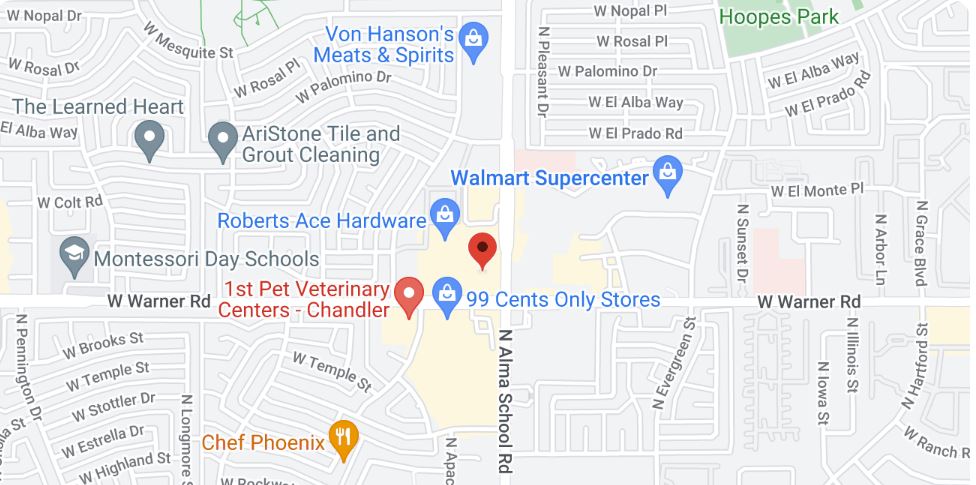 W Nopal Dr
W Nopal Pl
Hoopes Park
W Mesquite St
Von Hanson's
Meats & Spirits
N Pleasant Dr
W Rosal Pl
W Rosal Dr
W Rosal Pl
W Palomino Dr
W Palomino Dr
W El Alba Way
W El Prado Rd
The Learned Heart
W El Alba Way
El Alba Way
AriStone Tile and
Grout Cleaning
W El Prado Rd
Walmart Supercenter
W El Monte Pl
W Colt Rd
Roberts Ace Hardware
N Sunset Dr
N Arbor Ln
N Grace Blvd
Montessori Day Schools
1st Pet Veterinary
Centers - Chandler
W Warner Rd
99 Cents Only Stores
W Warner Rd
N Pennington Dr
W Brooks St
W Temple St
W Temple St
N Alma School Rd
N Evergreen St
N Iowa St
N Illinois St
N Hartford St
W Stottler Dr
N Longmore S
W Estrella Dr
Chef Phoenix
N Apac
W Ranch R
W Highland St
W Rockw